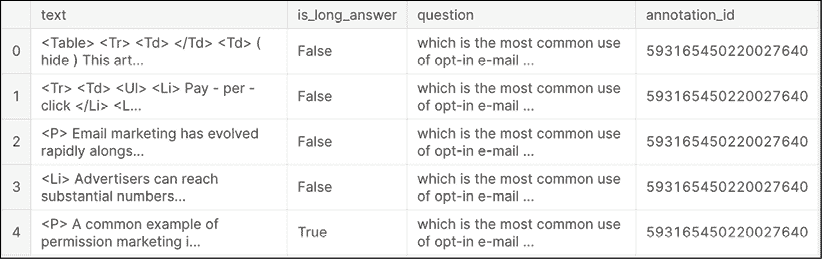 text is_long_answer question annotation_id
0 <Table> <Tr> <Td> </Td> <Td> ( hide ) This art... False which is the most common use of opt-in e-mail ... 593165450220027640
1 <Tr> <Td> <Ul> <Li> Pay - per - click </Li> <L... False which is the most common use of opt-in e-mail ... 593165450220027640
2 <P> Email marketing has evolved rapidly alongs... False which is the most common use of opt-in e-mail ... 593165450220027640
3 <Li> Advertisers can reach substantial numbers... False which is the most common use of opt-in e-mail ... 593165450220027640
4 <P> A common example of permission marketing i... True which is the most common use of opt-in e-mail ... 593165450220027640